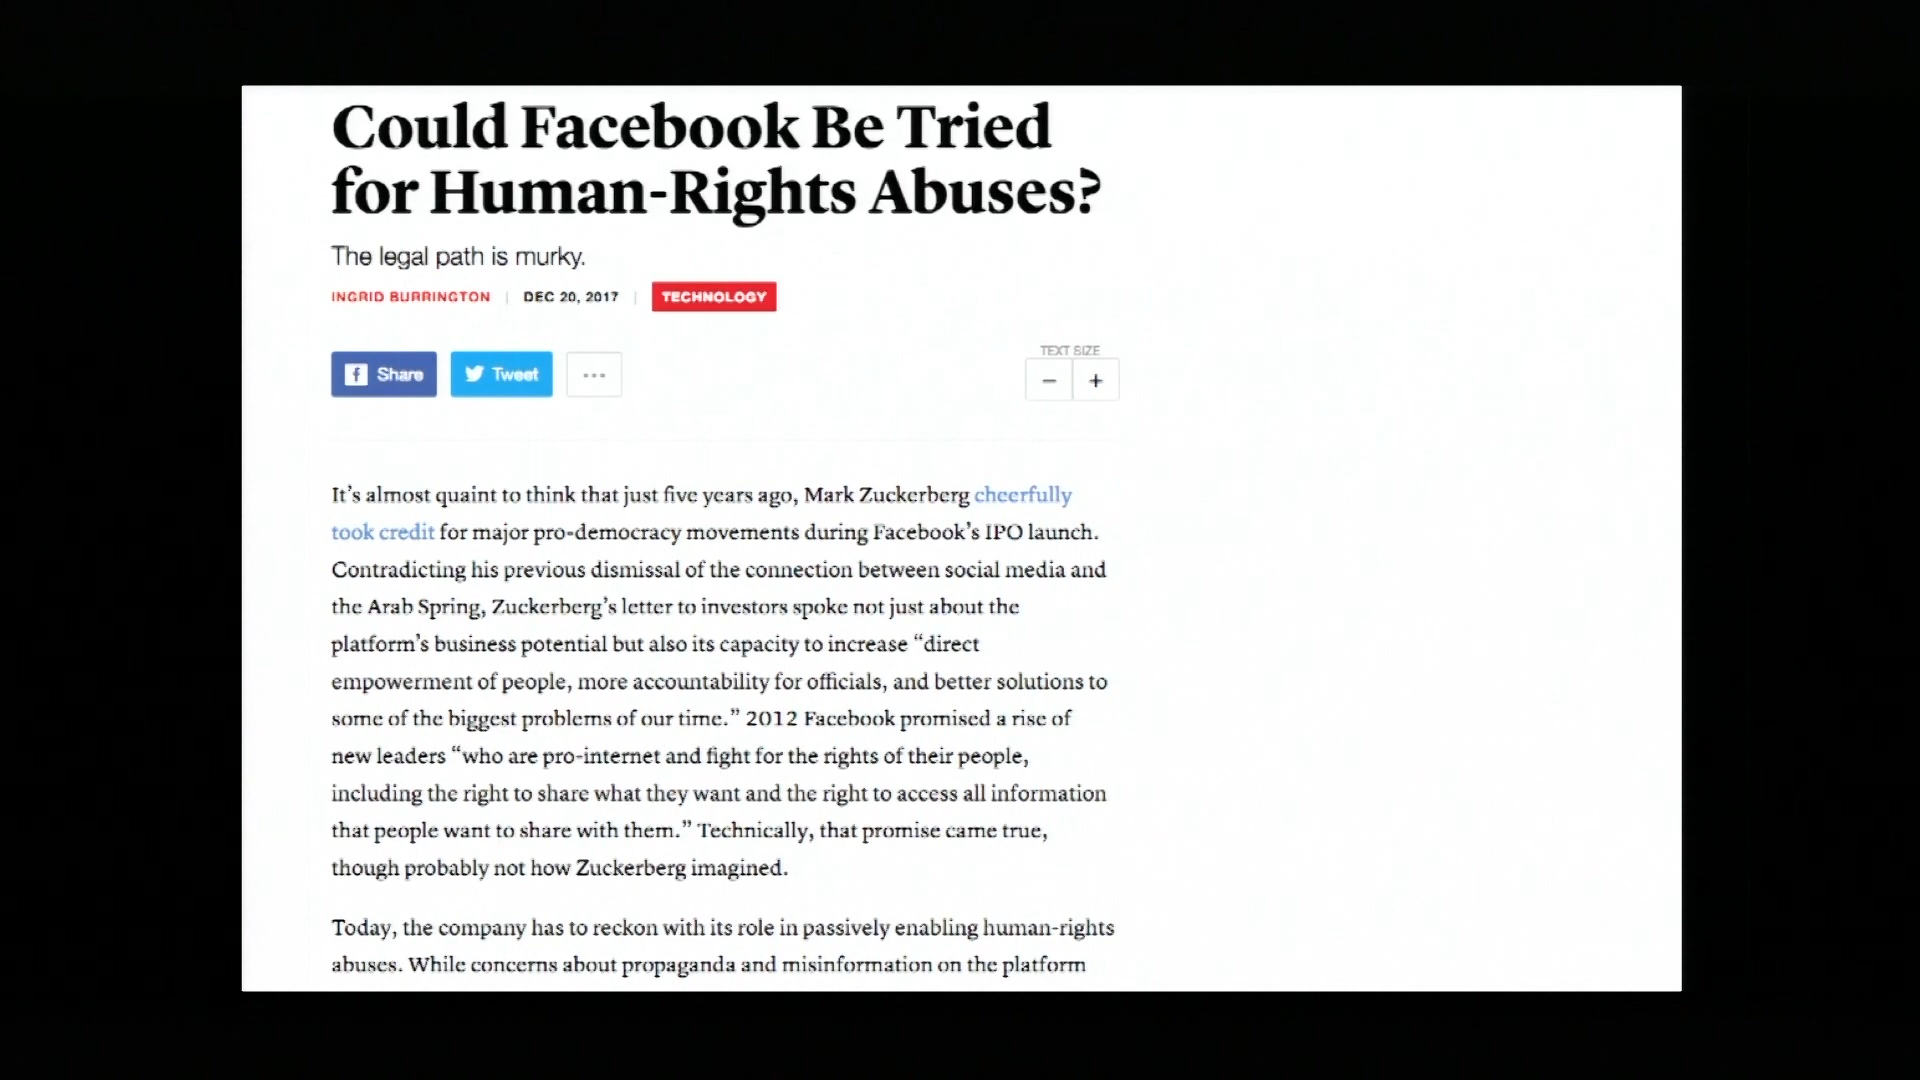 Could Facebook Be Tried
for Human-Rights Abuses?
The legal path is murky.
INGRID BURRINGTON | DEC 20, 2017 | TECHNOLOGY
Share Tweet ...
TEXT SIZE
− +
It’s almost quaint to think that just five years ago, Mark Zuckerberg cheerfully
took credit for major pro-democracy movements during Facebook’s IPO launch.
Contradicting his previous dismissal of the connection between social media and
the Arab Spring, Zuckerberg’s letter to investors spoke not just about the
platform’s business potential but also its capacity to increase “direct
empowerment of people, more accountability for officials, and better solutions to
some of the biggest problems of our time.” 2012 Facebook promised a rise of
new leaders “who are pro-internet and fight for the rights of their people,
including the right to share what they want and the right to access all information
that people want to share with them.” Technically, that promise came true,
though probably not how Zuckerberg imagined.
Today, the company has to reckon with its role in passively enabling human-rights
abuses. While concerns about propaganda and misinformation on the platform